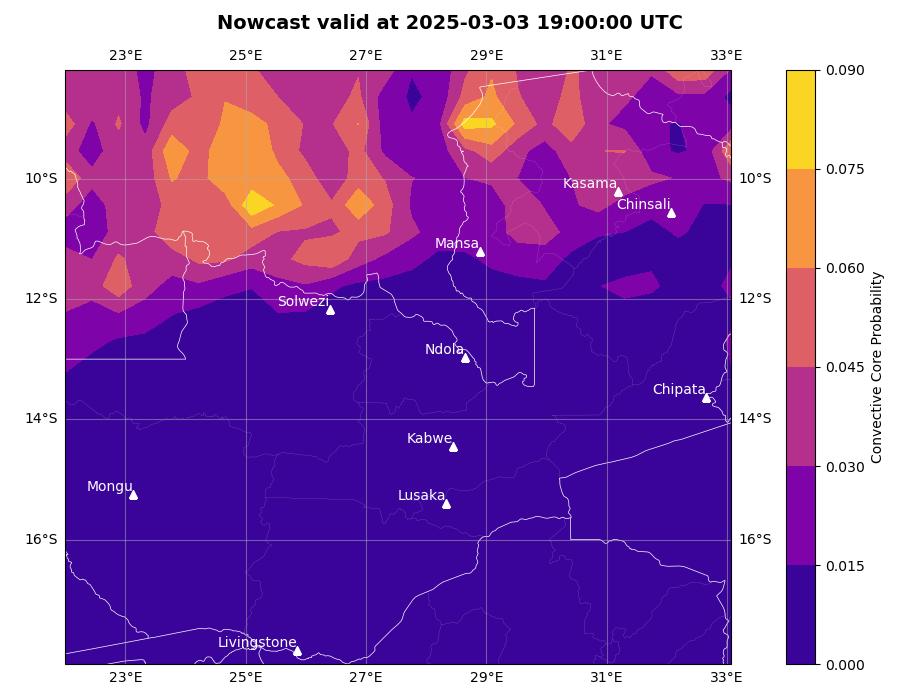 Nowcast valid at 2025-03-03 19:00:00 UTC
23°E 25°E 27°E 29°E 31°E 33°E
0.090
0.075
10°S Kasama 10°S
Chinsali
Mansa
0.060
12°S Solwezi 12°S
Ndola
0.045
Chipata
14°S 14°S
Kabwe
0.030
Mongu
Lusaka
16°S 16°S
0.015
Livingstone
0.000
23°E 25°E 27°E 29°E 31°E 33°E
Convective Core Probability